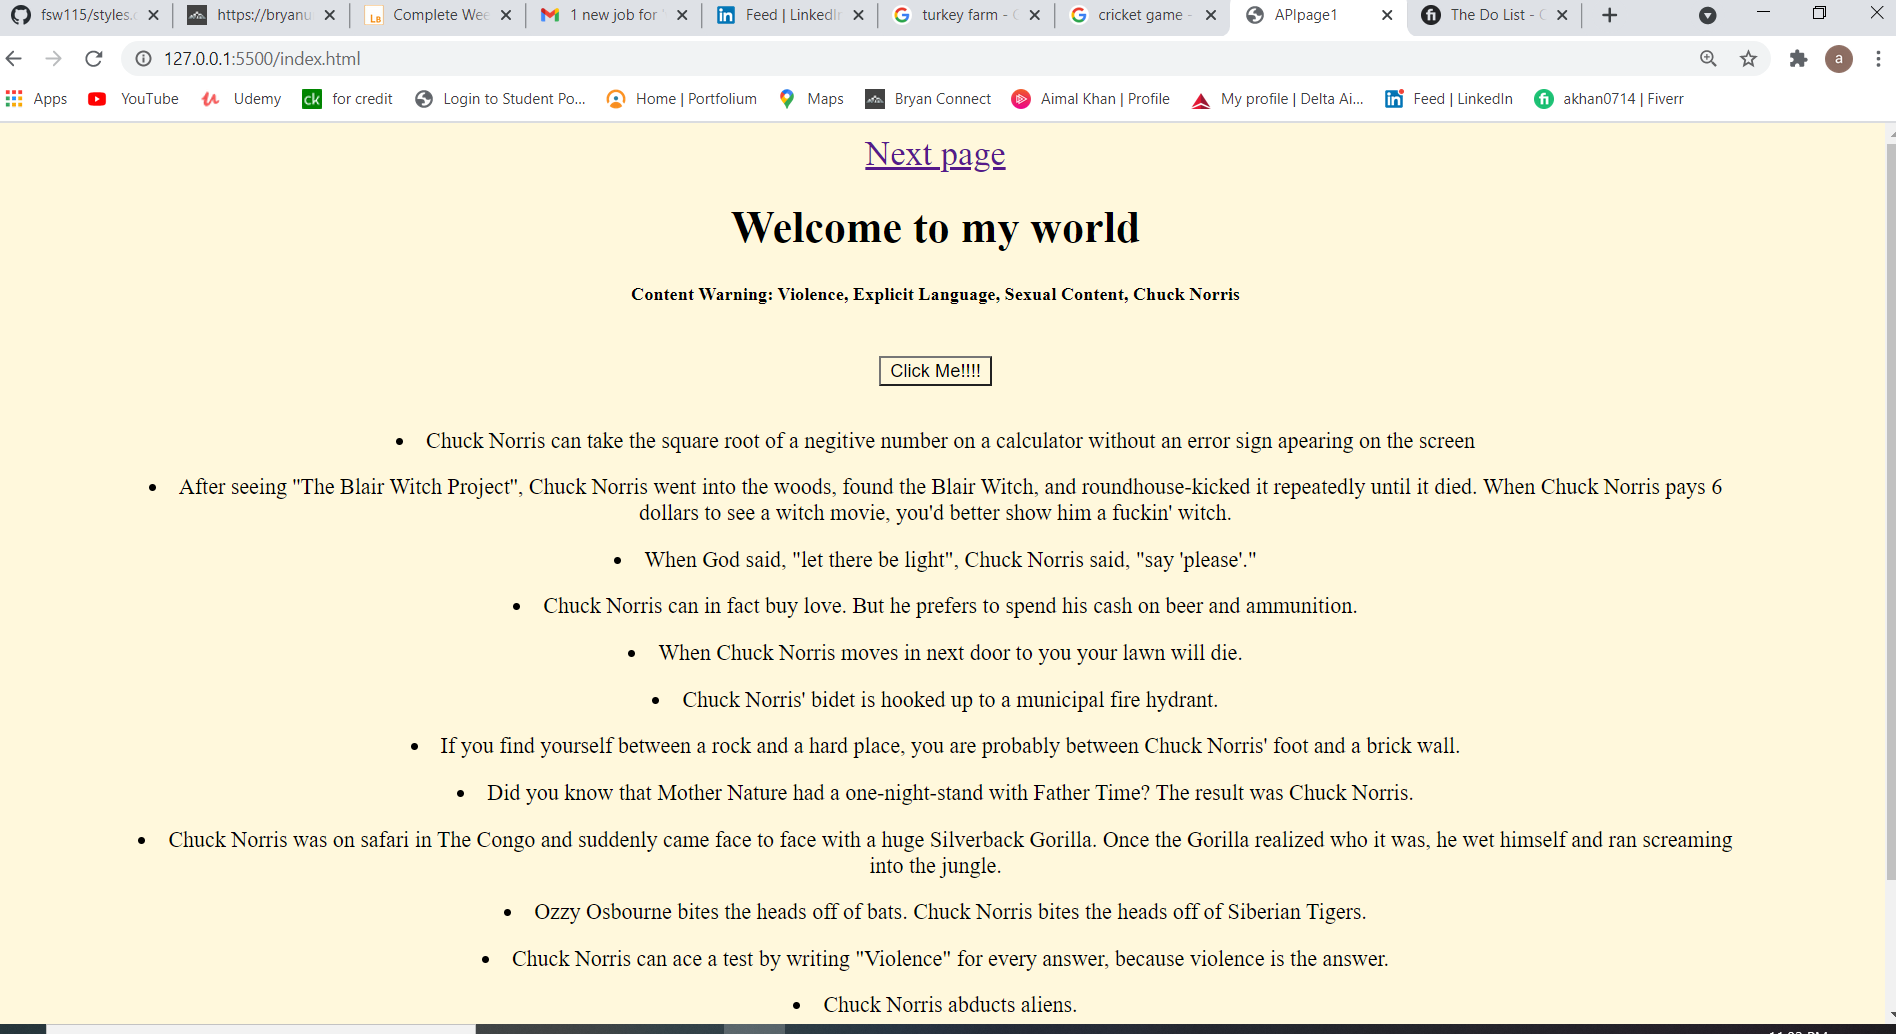 fsw115/styles.c https://bryanu Complete Wee 1 new job for Feed | LinkedIn turkey farm - cricket game - APIpage1 The Do List -
127.0.0.1:5500/index.html a
Apps YouTube Udemy ck for credit Login to Student Po... Home | Portfolium Maps Bryan Connect Aimal Khan | Profile My profile | Delta Ai... Feed | LinkedIn akhan0714 | Fiverr
Next page
Welcome to my world
Content Warning: Violence, Explicit Language, Sexual Content, Chuck Norris
Click Me!!!!
• Chuck Norris can take the square root of a negitive number on a calculator without an error sign apearing on the screen
• After seeing "The Blair Witch Project", Chuck Norris went into the woods, found the Blair Witch, and roundhouse-kicked it repeatedly until it died. When Chuck Norris pays 6
dollars to see a witch movie, you'd better show him a fuckin' witch.
• When God said, "let there be light", Chuck Norris said, "say 'please'."
• Chuck Norris can in fact buy love. But he prefers to spend his cash on beer and ammunition.
• When Chuck Norris moves in next door to you your lawn will die.
• Chuck Norris' bidet is hooked up to a municipal fire hydrant.
• If you find yourself between a rock and a hard place, you are probably between Chuck Norris' foot and a brick wall.
• Did you know that Mother Nature had a one-night-stand with Father Time? The result was Chuck Norris.
• Chuck Norris was on safari in The Congo and suddenly came face to face with a huge Silverback Gorilla. Once the Gorilla realized who it was, he wet himself and ran screaming
into the jungle.
• Ozzy Osbourne bites the heads off of bats. Chuck Norris bites the heads off of Siberian Tigers.
• Chuck Norris can ace a test by writing "Violence" for every answer, because violence is the answer.
• Chuck Norris abducts aliens.